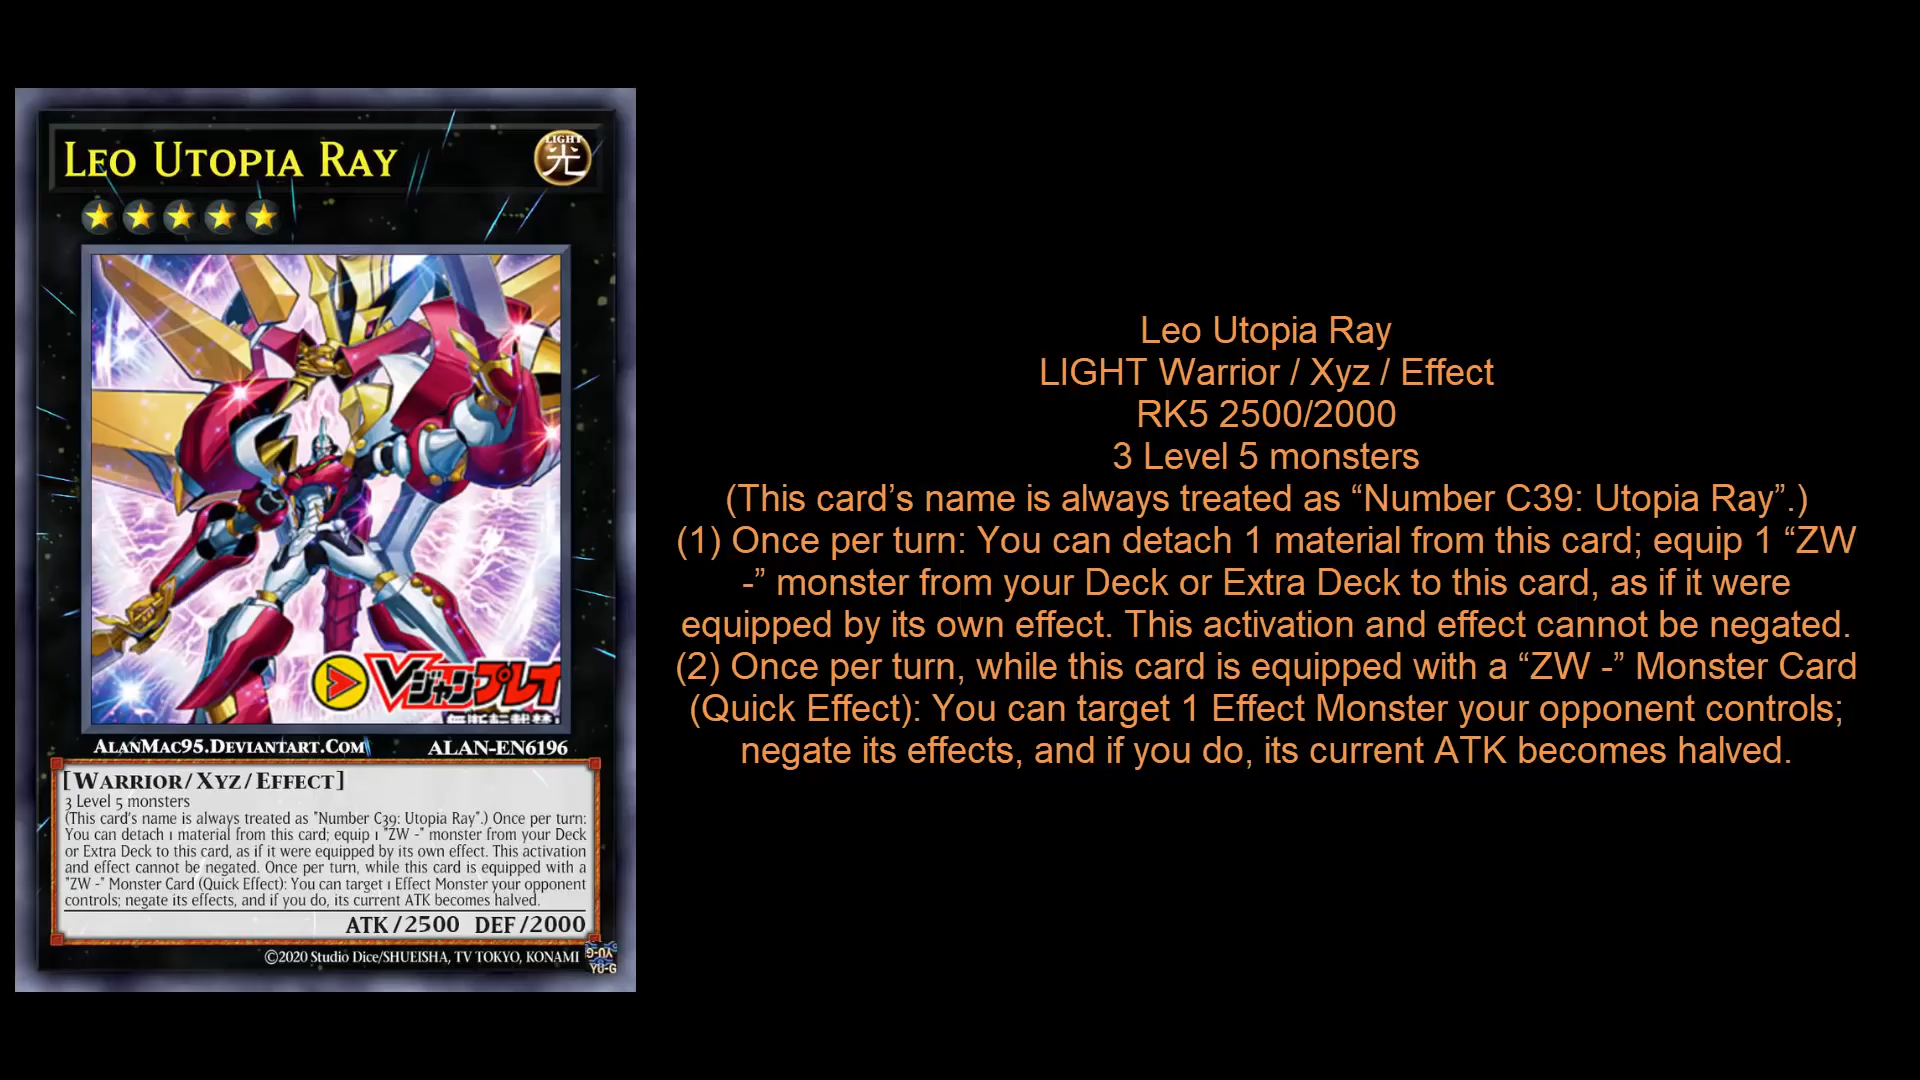 LEO UTOPIA RAY
LIGHT
光
Vジャンプレイ
ALANMAC95.DEVIANTART.COM
ALAN-EN6196
[WARRIOR/XYZ/EFFECT]
3 Level 5 monsters
(This card's name is always treated as "Number C39: Utopia Ray".) Once per turn:
You can detach 1 material from this card; equip 1 "ZW -" monster from your Deck
or Extra Deck to this card, as if it were equipped by its own effect. This activation
and effect cannot be negated. Once per turn, while this card is equipped with a
"ZW -" Monster Card (Quick Effect): You can target 1 Effect Monster your opponent
controls; negate its effects, and if you do, its current ATK becomes halved.
ATK/2500 DEF/2000
©2020 Studio Dice/SHUEISHA, TV TOKYO, KONAMI
Leo Utopia Ray
LIGHT Warrior / Xyz / Effect
RK5 2500/2000
3 Level 5 monsters
(This card’s name is always treated as “Number C39: Utopia Ray”.)
(1) Once per turn: You can detach 1 material from this card; equip 1 “ZW
-” monster from your Deck or Extra Deck to this card, as if it were
equipped by its own effect. This activation and effect cannot be negated.
(2) Once per turn, while this card is equipped with a “ZW -” Monster Card
(Quick Effect): You can target 1 Effect Monster your opponent controls;
negate its effects, and if you do, its current ATK becomes halved.